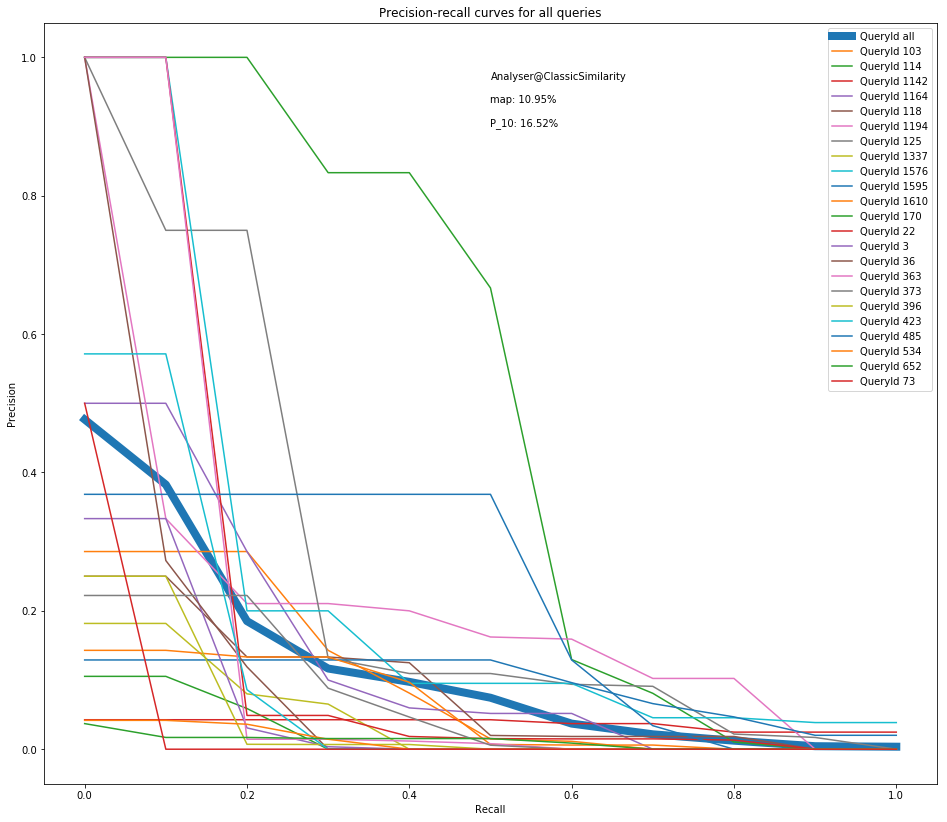 Precision-recall curves for all queries
Analyser@ClassicSimilarity
map: 10.95%
P_10: 16.52%
QueryId all
QueryId 103
QueryId 114
QueryId 1142
QueryId 1164
QueryId 118
QueryId 1194
QueryId 125
QueryId 1337
QueryId 1576
QueryId 1595
QueryId 1610
QueryId 170
QueryId 22
QueryId 3
QueryId 36
QueryId 363
QueryId 373
QueryId 396
QueryId 423
QueryId 485
QueryId 534
QueryId 652
QueryId 73
Precision
1.0
0.8
0.6
0.4
0.2
0.0
0.0 0.2 0.4 0.6 0.8 1.0
Recall